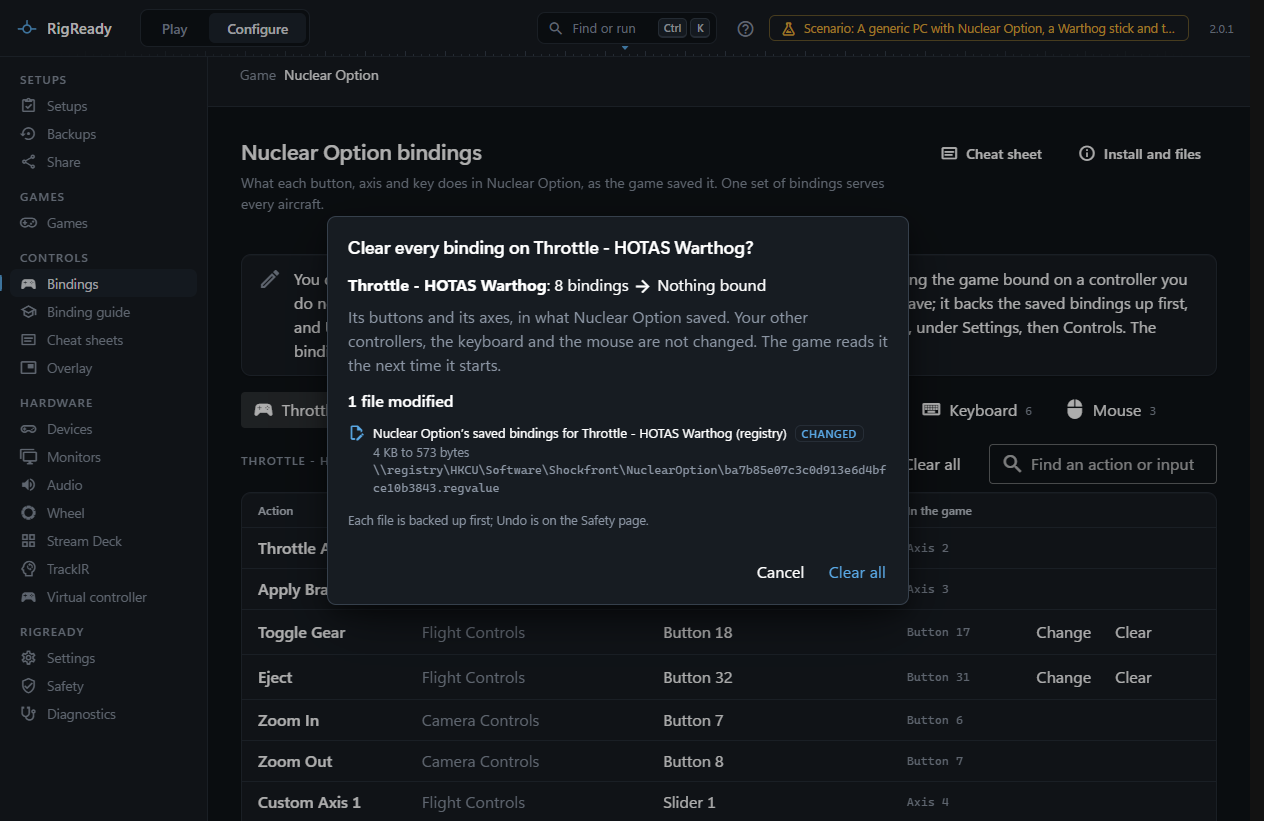 RigReady
Play
Configure
Find or run
Ctrl
K
Scenario: A generic PC with Nuclear Option, a Warthog stick and t...
2.0.1
SETUPS
Setups
Backups
Share
GAMES
Games
CONTROLS
Bindings
Binding guide
Cheat sheets
Overlay
HARDWARE
Devices
Monitors
Audio
Wheel
Stream Deck
TrackIR
Virtual controller
RIGREADY
Settings
Safety
Diagnostics
Game Nuclear Option
Nuclear Option bindings
Cheat sheet
Install and files
What each button, axis and key does in Nuclear Option, as the game saved it. One set of bindings serves
every aircraft.
ng the game bound on a controller you
ave; it backs the saved bindings up first,
, under Settings, then Controls. The
Keyboard 6
Mouse 3
THROTTLE - H
Clear all
Find an action or input
Action
In the game
Throttle A
Axis 2
Apply Bra
Axis 3
Toggle Gear Flight Controls Button 18 Button 17 Change Clear
Eject Flight Controls Button 32 Button 31 Change Clear
Zoom In Camera Controls Button 7 Button 6
Zoom Out Camera Controls Button 8 Button 7
Custom Axis 1 Flight Controls Slider 1 Axis 4
Clear every binding on Throttle - HOTAS Warthog?
Throttle - HOTAS Warthog: 8 bindings → Nothing bound
Its buttons and its axes, in what Nuclear Option saved. Your other
controllers, the keyboard and the mouse are not changed. The game reads it
the next time it starts.
1 file modified
Nuclear Option's saved bindings for Throttle - HOTAS Warthog (registry) CHANGED
4 KB to 573 bytes
\\registry\HKCU\Software\Shockfront\NuclearOption\ba7b85e07c3c0d913e6d4bf
ce10b3843.regvalue
Each file is backed up first; Undo is on the Safety page.
Cancel
Clear all